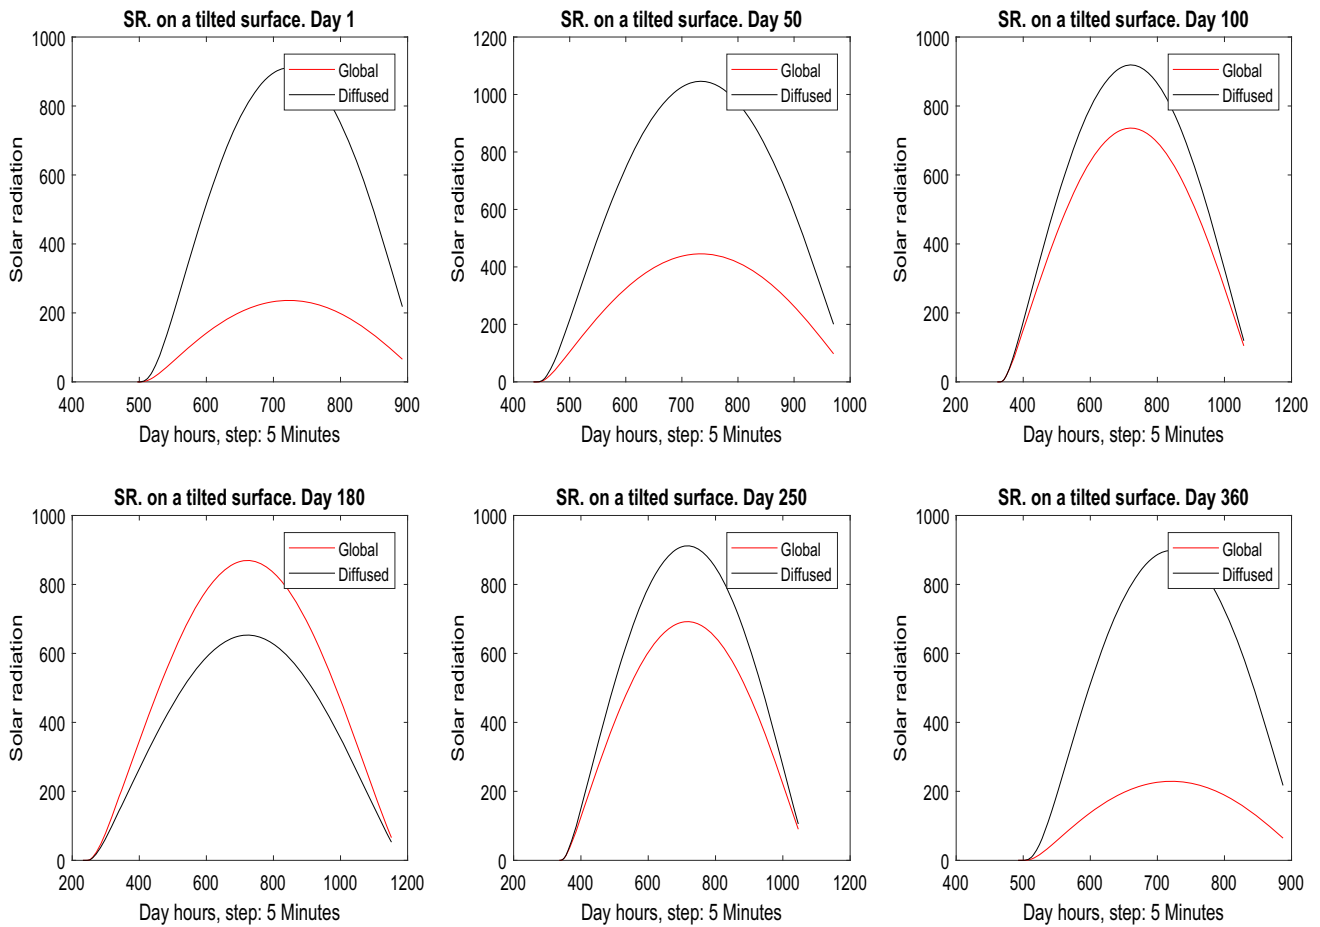 SR. on a tilted surface. Day 1
1000
800
600
400
200
0
Solar radiation
Global
Diffused
400 500 600 700 800 900
Day hours, step: 5 Minutes
SR. on a tilted surface. Day 50
1200
1000
800
600
400
200
0
Solar radiation
Global
Diffused
400 500 600 700 800 900 1000
Day hours, step: 5 Minutes
SR. on a tilted surface. Day 100
1000
800
600
400
200
0
Solar radiation
Global
Diffused
200 400 600 800 1000 1200
Day hours, step: 5 Minutes
SR. on a tilted surface. Day 180
1000
800
600
400
200
0
Solar radiation
Global
Diffused
200 400 600 800 1000 1200
Day hours, step: 5 Minutes
SR. on a tilted surface. Day 250
1000
800
600
400
200
0
Solar radiation
Global
Diffused
200 400 600 800 1000 1200
Day hours, step: 5 Minutes
SR. on a tilted surface. Day 360
1000
800
600
400
200
0
Solar radiation
Global
Diffused
400 500 600 700 800 900
Day hours, step: 5 Minutes